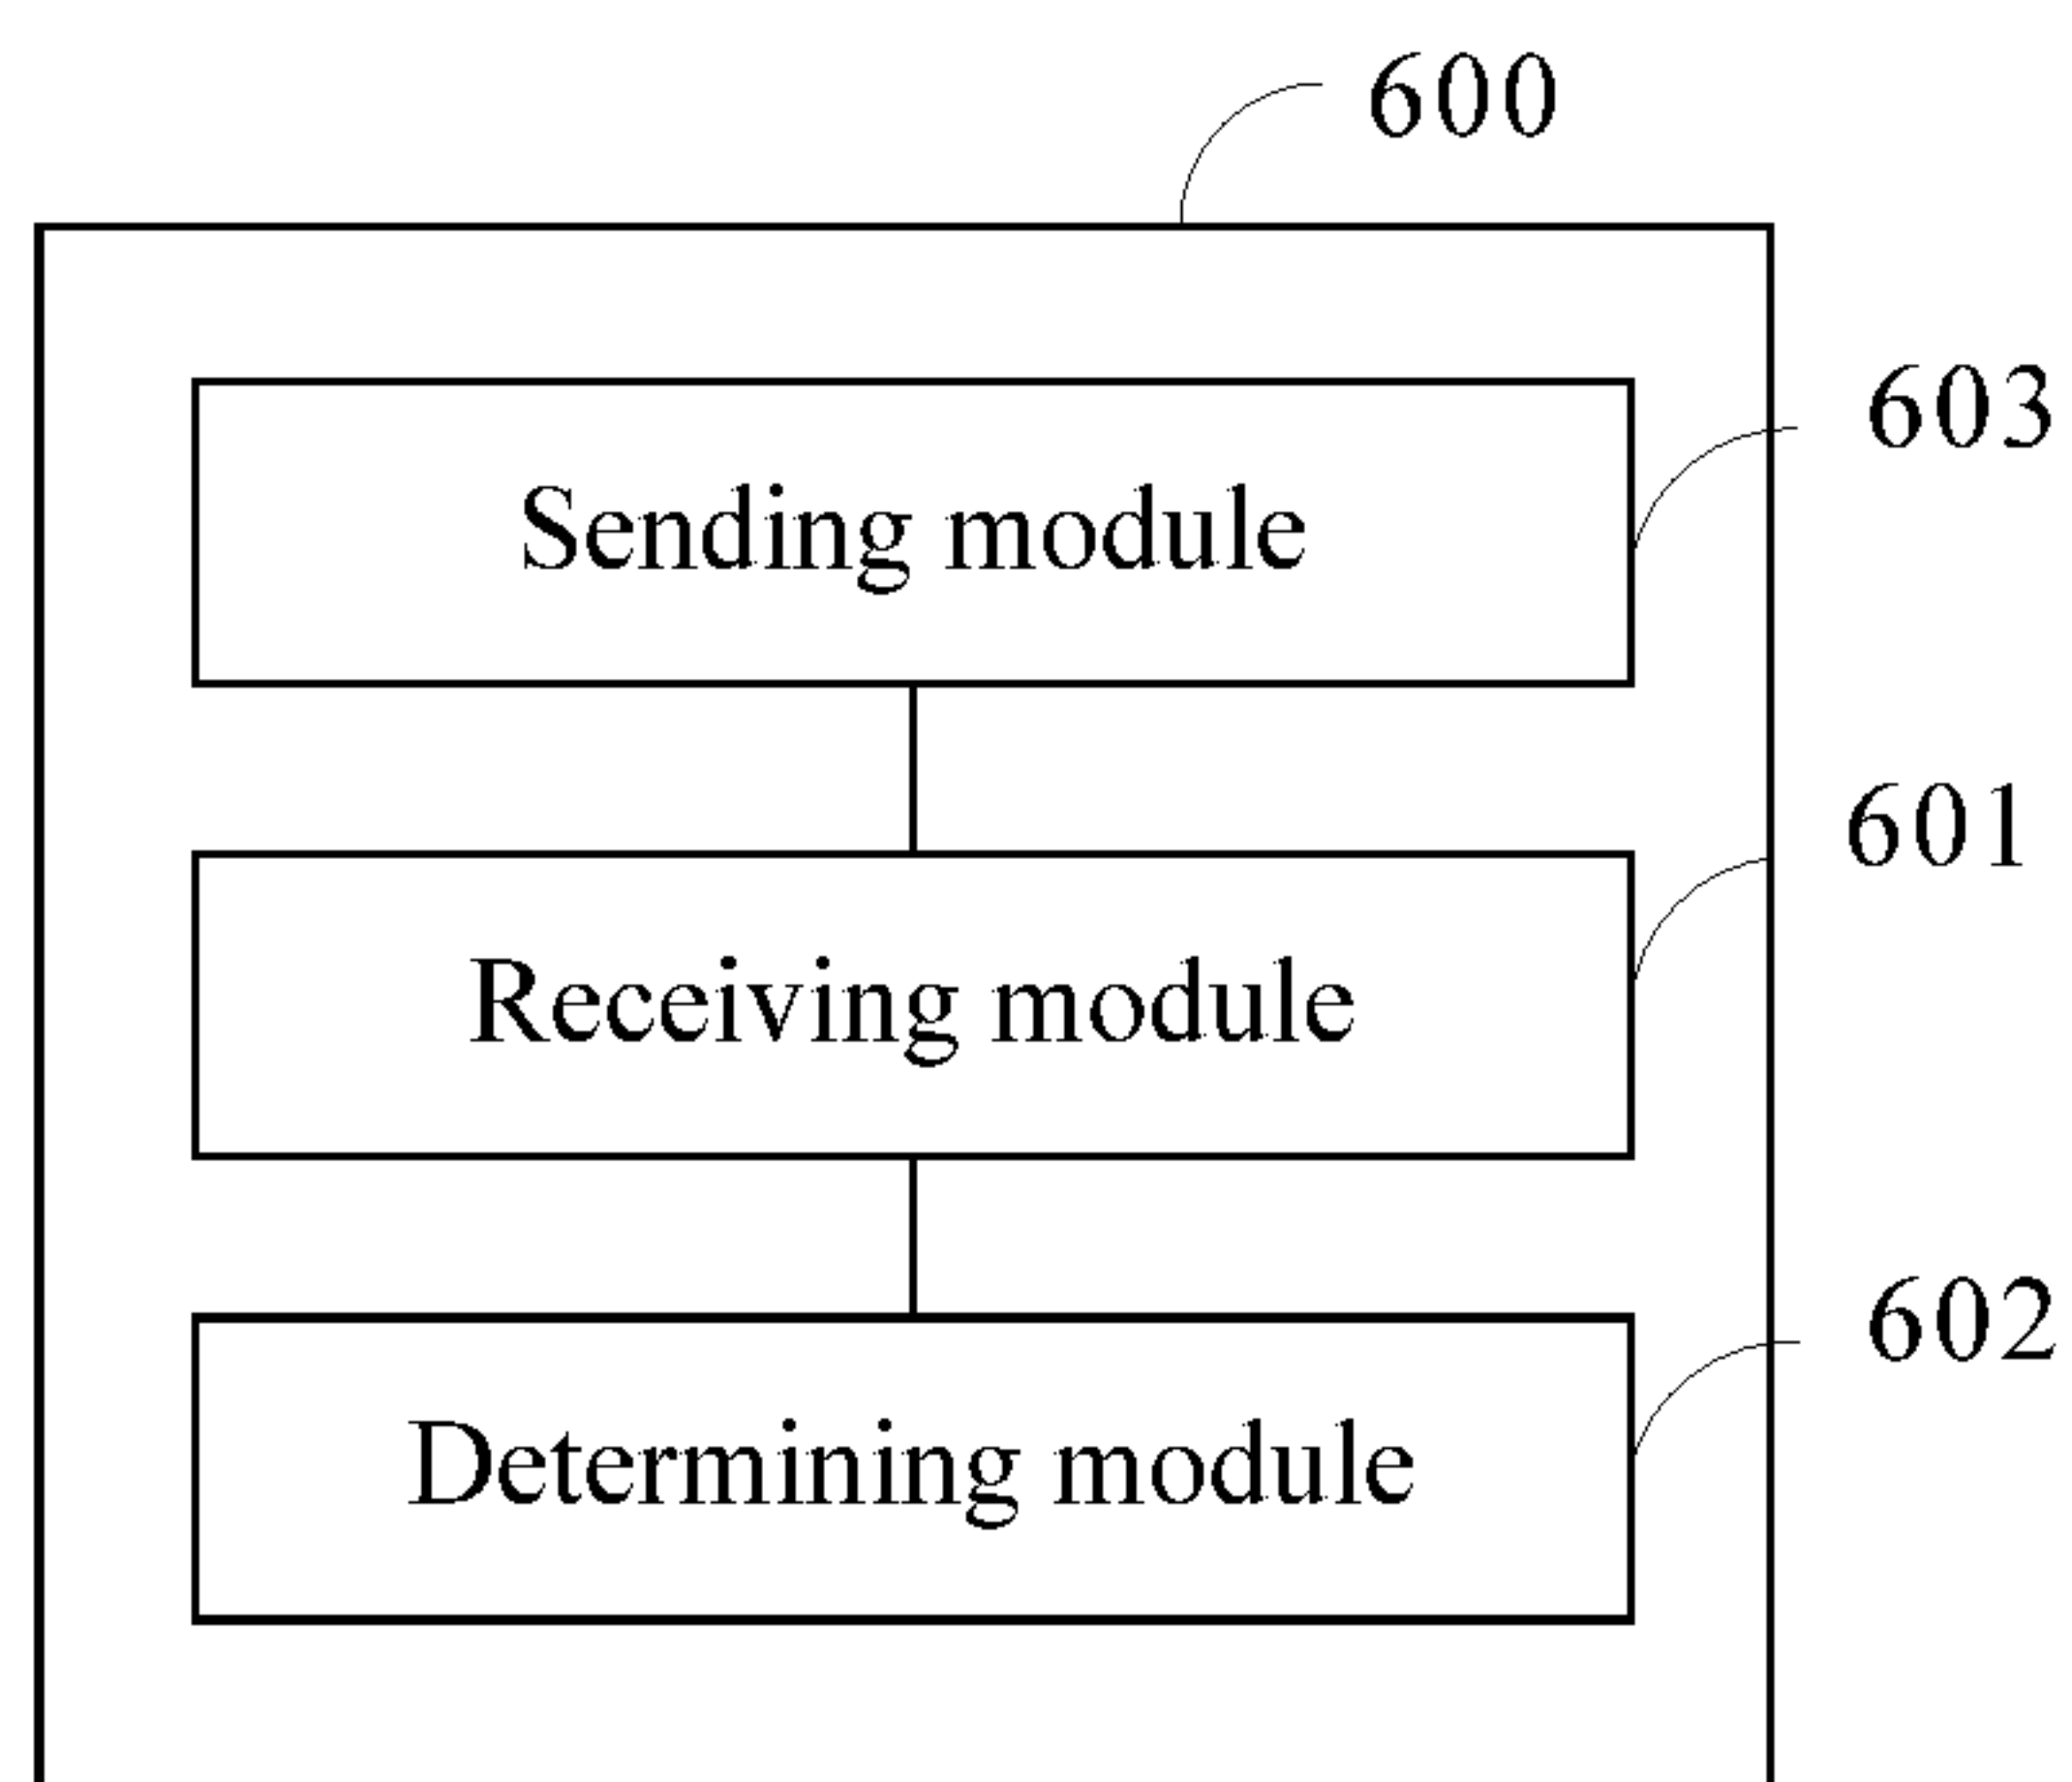 600
603
Sending module
601
Receiving module
602
Determining module